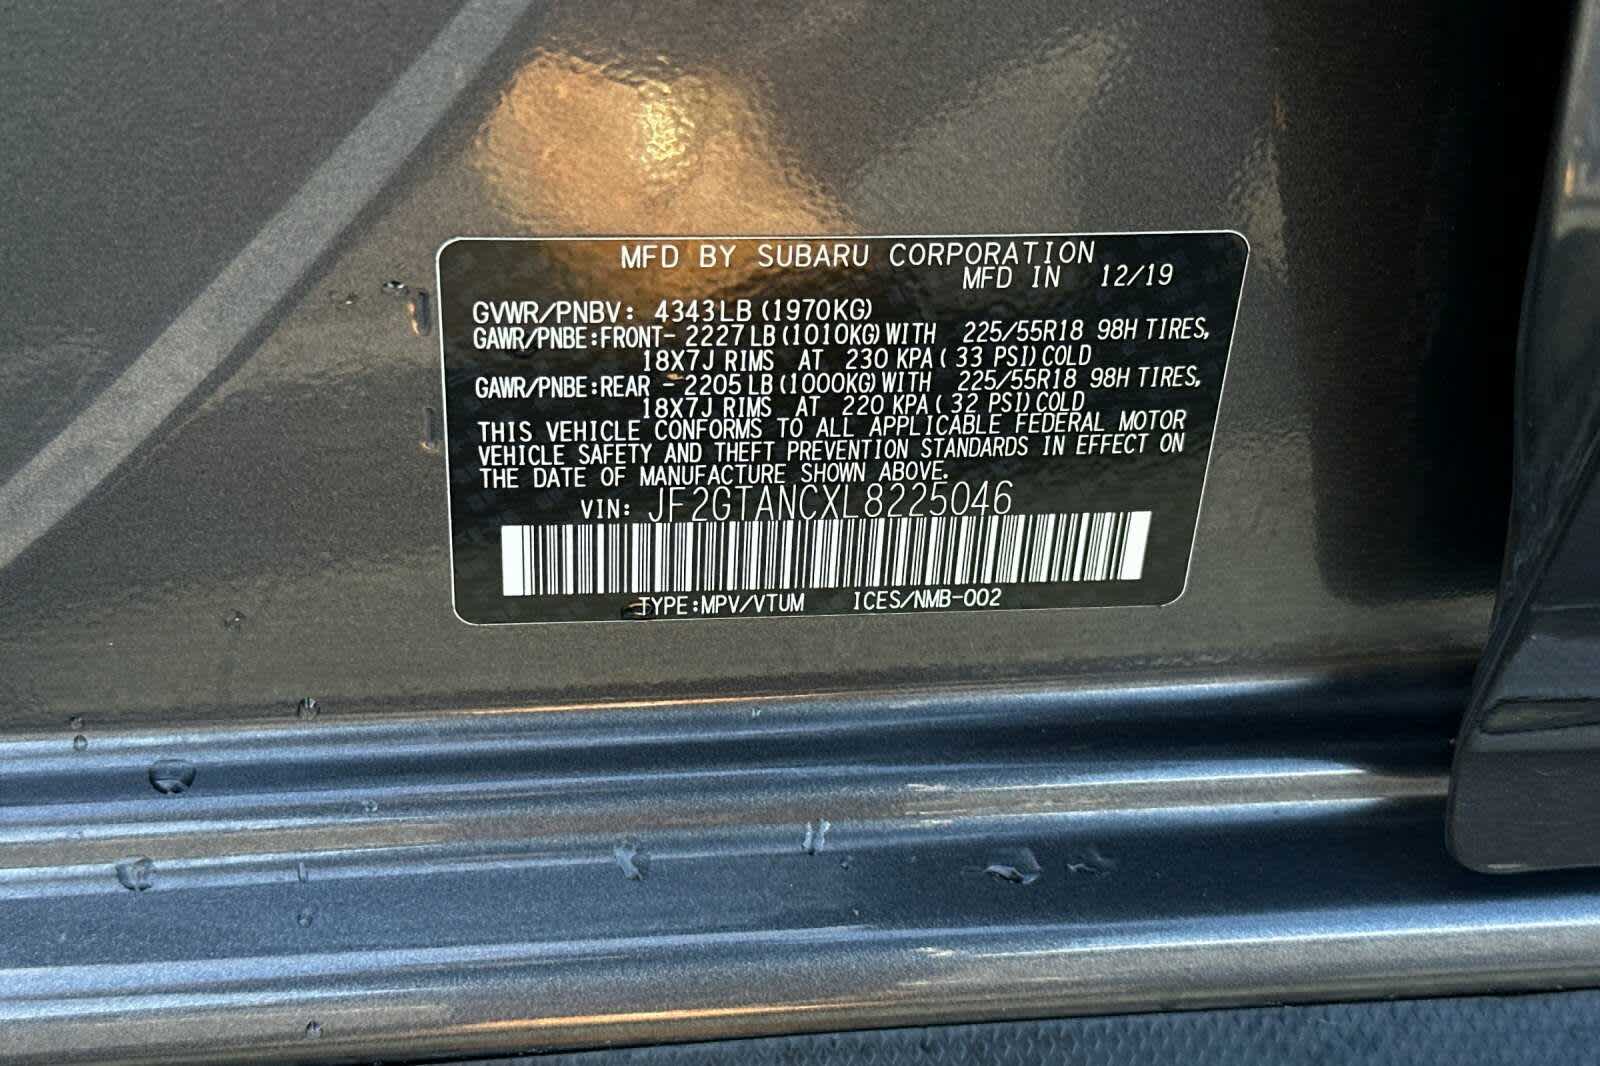 MFD BY SUBARU CORPORATION
MFD IN 12/19
GVWR/PNBV: 4343LB (1970KG)
GAWR/PNBE:FRONT- 2227LB (1010KG)WITH 225/55R18 98H TIRES,
18X7J RIMS AT 230 KPA( 33 PSI)COLD
GAWR/PNBE:REAR - 2205LB (1000KG)WITH 225/55R18 98H TIRES,
18X7J RIMS AT 220 KPA( 32 PSI)COLD
THIS VEHICLE CONFORMS TO ALL APPLICABLE FEDERAL MOTOR
VEHICLE SAFETY AND THEFT PREVENTION STANDARDS IN EFFECT ON
THE DATE OF MANUFACTURE SHOWN ABOVE.
VIN: JF2GTANCXL8225046
TYPE:MPV/VTUM ICES/NMB-002